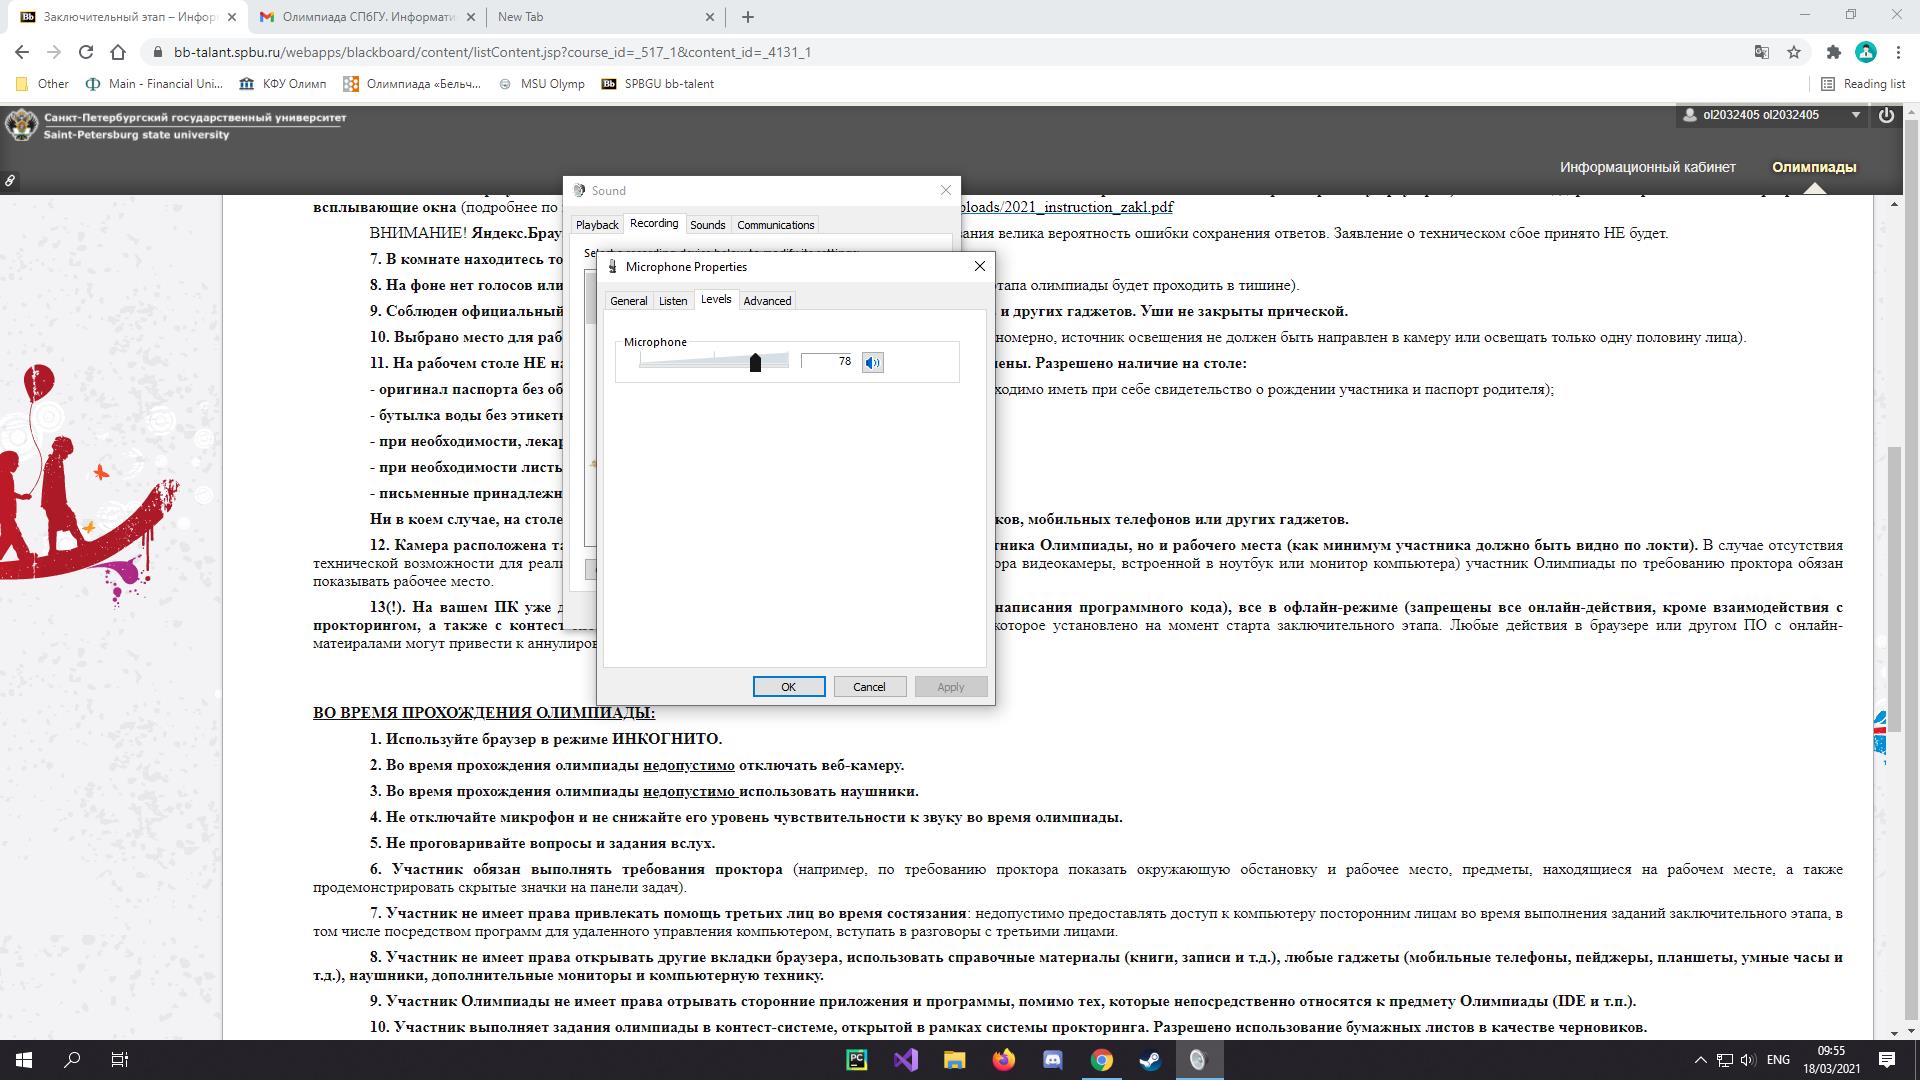 Заключительный этап – Инфор
Олимпиада СПбГУ. Информати
New Tab
bb-talant.spbu.ru/webapps/blackboard/content/listContent.jsp?course_id=_517_1&content_id=_4131_1
Other
Main - Financial Uni...
КФУ Олимп
Олимпиада «Бельч...
MSU Olymp
SPBGU bb-talent
Reading list
Санкт-Петербургский государственный университет
Saint-Petersburg state university
ol2032405 ol2032405
Информационный кабинет
Олимпиады
всплывающие окна (подробнее по
loads/2021_instruction_zakl.pdf
ВНИМАНИЕ! Яндекс.Брау
ания велика вероятность ошибки сохранения ответов. Заявление о техническом сбое принято НЕ будет.
7. В комнате находитесь то
8. На фоне нет голосов или
этапа олимпиады будет проходить в тишине).
9. Соблюден официальный
и других гаджетов. Уши не закрыты прической.
10. Выбрано место для раб
номерно, источник освещения не должен быть направлен в камеру или освещать только одну половину лица).
11. На рабочем столе НЕ на
ены. Разрешено наличие на столе:
- оригинал паспорта без об
ходимо иметь при себе свидетельство о рождении участника и паспорт родителя);
- бутылка воды без этикетк
- при необходимости, лекар
- при необходимости листь
- письменные принадлежн
Ни в коем случае, на столе
ков, мобильных телефонов или других гаджетов.
12. Камера расположена та
тника Олимпиады, но и рабочего места (как минимум участника должно быть видно по локти). В случае отсутствия
технической возможности для реали
ора видеокамеры, встроенной в ноутбук или монитор компьютера) участник Олимпиады по требованию проктора обязан
показывать рабочее место.
13(!). На вашем ПК уже д
написания программного кода), все в офлайн-режиме (запрещены все онлайн-действия, кроме взаимодействия с
прокторингом, а также с контест
которое установлено на момент старта заключительного этапа. Любые действия в браузере или другом ПО с онлайн-
матеиралами могут привести к аннулиров
Sound
Playback
Recording
Sounds
Communications
Select a recording device below to modify its settings:
Microphone Properties
General
Listen
Levels
Advanced
Microphone
78
OK
Cancel
Apply
ВО ВРЕМЯ ПРОХОЖДЕНИЯ ОЛИМПИАДЫ:
1. Используйте браузер в режиме ИНКОГНИТО.
2. Во время прохождения олимпиады недопустимо отключать веб-камеру.
3. Во время прохождения олимпиады недопустимо использовать наушники.
4. Не отключайте микрофон и не снижайте его уровень чувствительности к звуку во время олимпиады.
5. Не проговаривайте вопросы и задания вслух.
6. Участник обязан выполнять требования проктора (например, по требованию проктора показать окружающую обстановку и рабочее место, предметы, находящиеся на рабочем месте, а также
продемонстрировать скрытые значки на панели задач).
7. Участник не имеет права привлекать помощь третьих лиц во время состязания: недопустимо предоставлять доступ к компьютеру посторонним лицам во время выполнения заданий заключительного этапа, в
том числе посредством программ для удаленного управления компьютером, вступать в разговоры с третьими лицами.
8. Участник не имеет права открывать другие вкладки браузера, использовать справочные материалы (книги, записи и т.д.), любые гаджеты (мобильные телефоны, пейджеры, планшеты, умные часы и
т.д.), наушники, дополнительные мониторы и компьютерную технику.
9. Участник Олимпиады не имеет права отрывать сторонние приложения и программы, помимо тех, которые непосредственно относятся к предмету Олимпиады (IDE и т.п.).
10. Участник выполняет задания олимпиады в контест-системе, открытой в рамках системы прокторинга. Разрешено использование бумажных листов в качестве черновиков.
ENG
09:55
18/03/2021